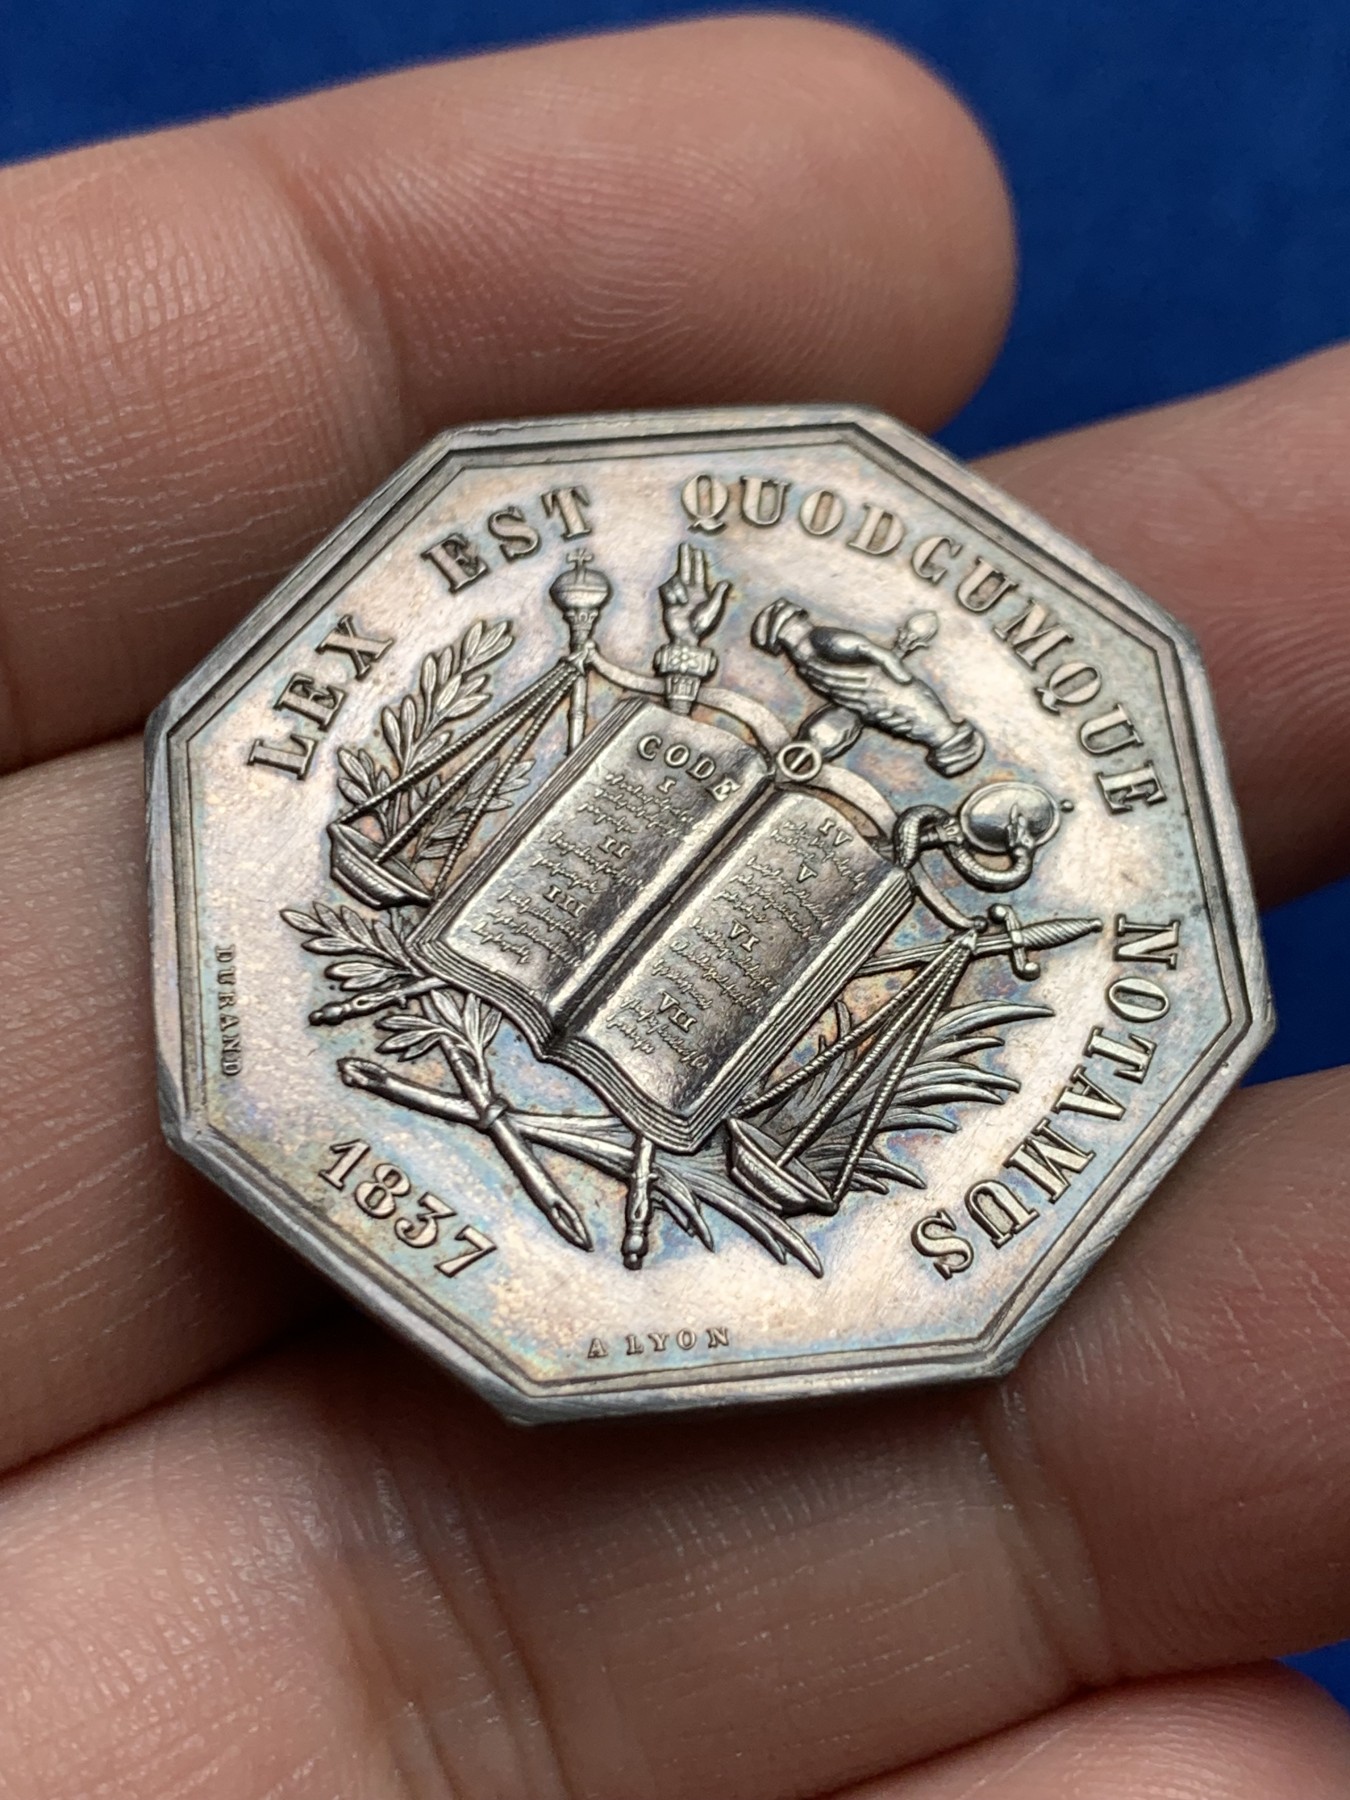 LEX EST QUODCUMQUE NOTAMUS
CODE
I
II
III
IV
V
VI
VII
DURAND
1837
A LYON